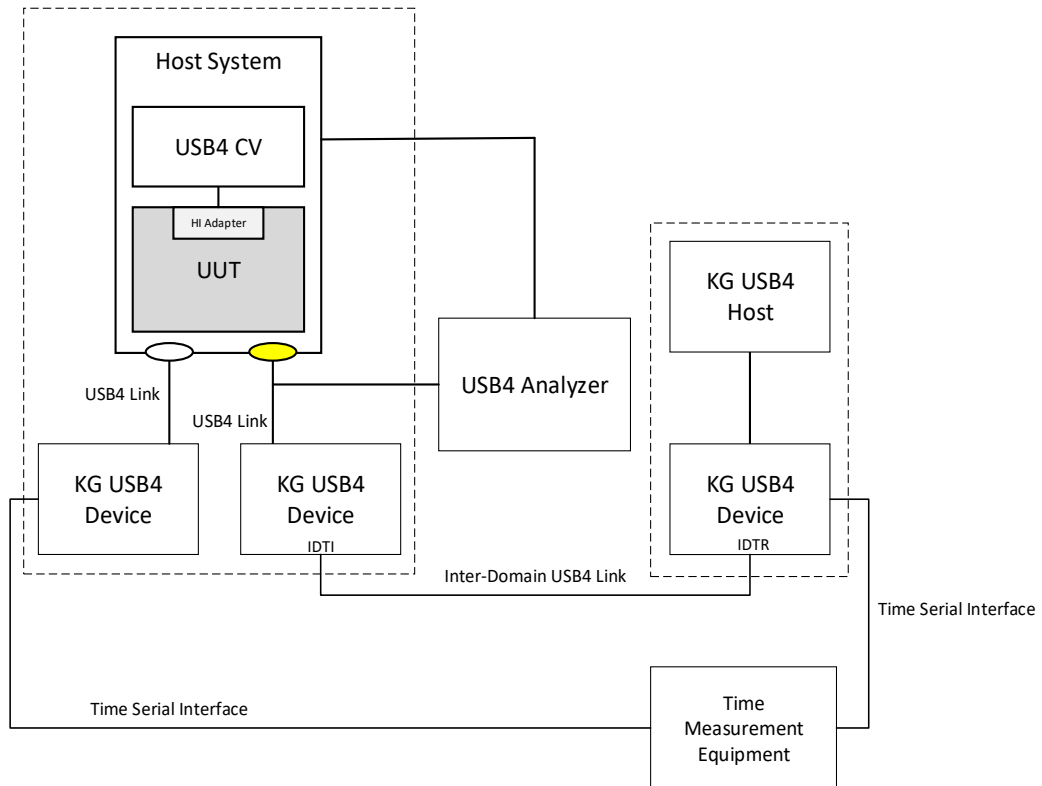 Host System
USB4 CV
HI Adapter
UUT
KG USB4
Host
USB4 Analyzer
USB4 Link
USB4 Link
KG USB4
Device
KG USB4
Device
IDTI
KG USB4
Device
IDTR
Inter-Domain USB4 Link
Time Serial Interface
Time Serial Interface
Time
Measurement
Equipment